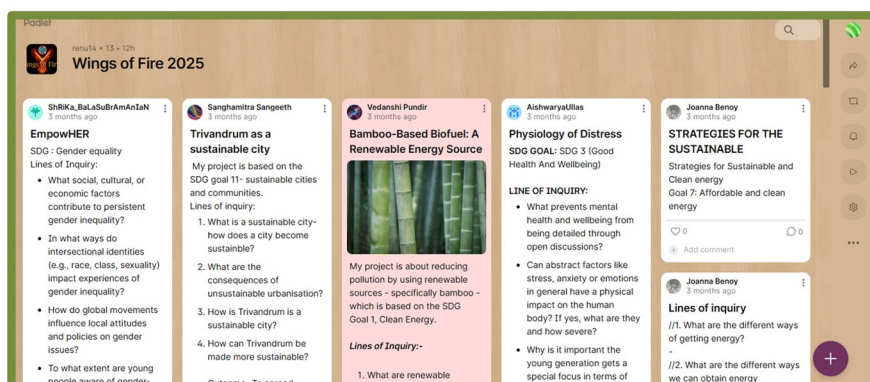 Padlet
renu14 • 13 • 12h
Wings of Fire 2025
ShRiKa_BaLaSuBrAmAnIaN
3 months ago
EmpowHER
SDG : Gender equality
Lines of Inquiry:
• What social, cultural, or
economic factors
contribute to persistent
gender inequality?
• In what ways do
intersectional identities
(e.g., race, class, sexuality)
impact experiences of
gender inequality?
• How do global movements
influence local attitudes
and policies on gender
issues?
• To what extent are young
people aware of gender-
Sanghamitra Sangeeth
3 months ago
Trivandrum as a
sustainable city
My project is based on the
SDG goal 11- sustainable cities
and communities.
Lines of inquiry:
1. What is a sustainable city-
how does a city become
sustainble?
2. What are the
consequences of
unsustainable urbanisation?
3. How is Trivandrum is a
sustainable city?
4. How can Trivandrum be
made more sustainable?
Vedanshi Pundir
3 months ago
Bamboo-Based Biofuel: A
Renewable Energy Source
My project is about reducing
pollution by using renewable
sources - specifically bamboo -
which is based on the SDG
Goal 1, Clean Energy.
Lines of Inquiry:-
1. What are renewable
AishwaryaUllas
3 months ago
Physiology of Distress
SDG GOAL: SDG 3 (Good
Health And Wellbeing)
LINE OF INQUIRY:
• What prevents mental
health and wellbeing from
being detailed through
open discussions?
• Can abstract factors like
stress, anxiety or emotions
in general have a physical
impact on the human
body? If yes, what are they
and how severe?
• Why is it important the
young generation gets a
special focus in terms of
Joanna Benoy
3 months ago
STRATEGIES FOR THE
SUSTAINABLE
Strategies for Sustainable and
Clean energy
Goal 7: Affordable and clean
energy
0 0
Add comment
Joanna Benoy
3 months ago
Lines of inquiry
//1. What are the different ways
of getting energy?
-
//2. What are the different ways
we can obtain energy